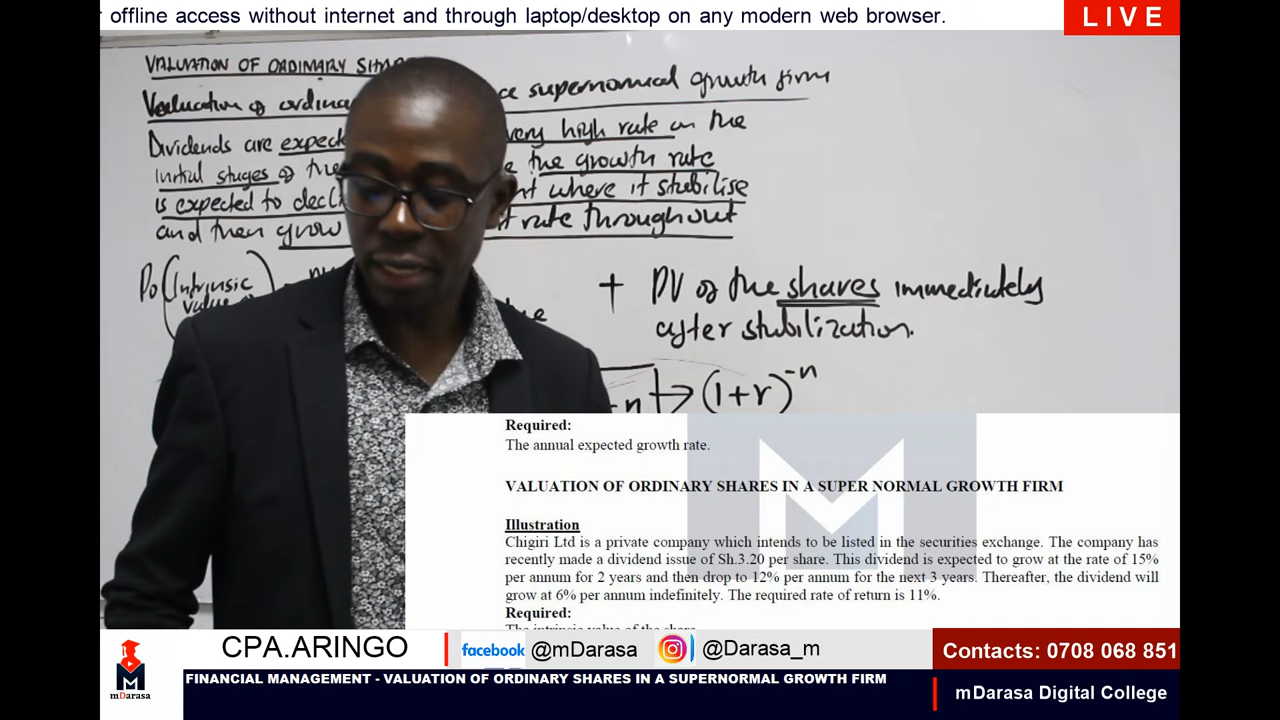 offline access without internet and through laptop/desktop on any modern web browser.
LIVE
VALUATION OF ORDINARY
Valuation of supernormal growth firm
Dividends are very high rate on the
initial stages of the the growth rate
is expected to where it stabilise
and then grow rate throughout
Po (Intrinsic + PV of the shares immediately
value after stabilization.
-n → (1+r)^-n
Required:
The annual expected growth rate.
VALUATION OF ORDINARY SHARES IN A SUPER NORMAL GROWTH FIRM
Illustration
Chigiri Ltd is a private company which intends to be listed in the securities exchange. The company has
recently made a dividend issue of Sh.3.20 per share. This dividend is expected to grow at the rate of 15%
per annum for 2 years and then drop to 12% per annum for the next 3 years. Thereafter, the dividend will
grow at 6% per annum indefinitely. The required rate of return is 11%.
Required:
M
mDarasa
CPA.ARINGO
facebook @mDarasa
@Darasa_m
Contacts: 0708 068 851
FINANCIAL MANAGEMENT - VALUATION OF ORDINARY SHARES IN A SUPERNORMAL GROWTH FIRM
mDarasa Digital College